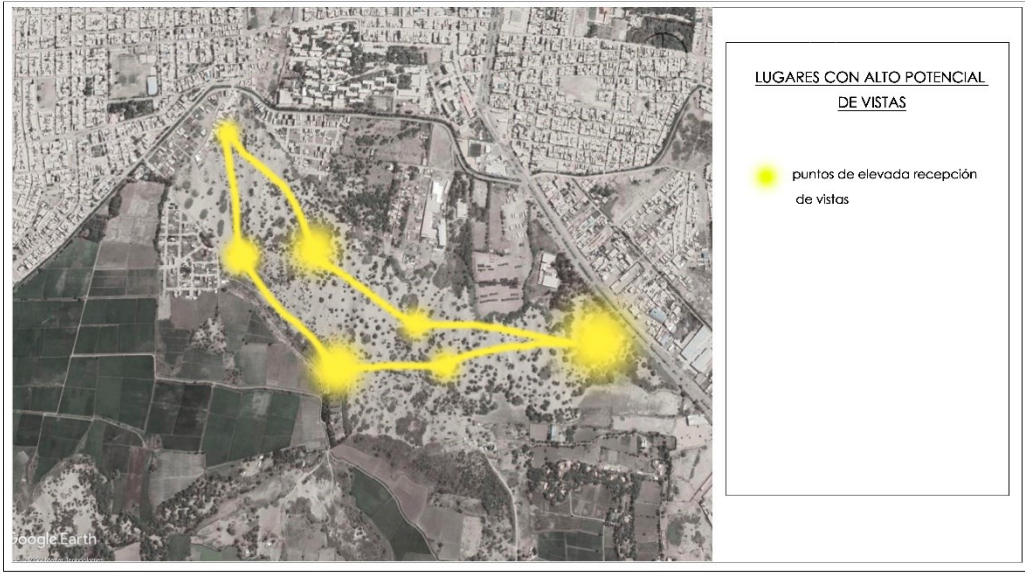 LUGARES CON ALTO POTENCIAL
DE VISTAS
puntos de elevada recepción
de vistas
Google Earth